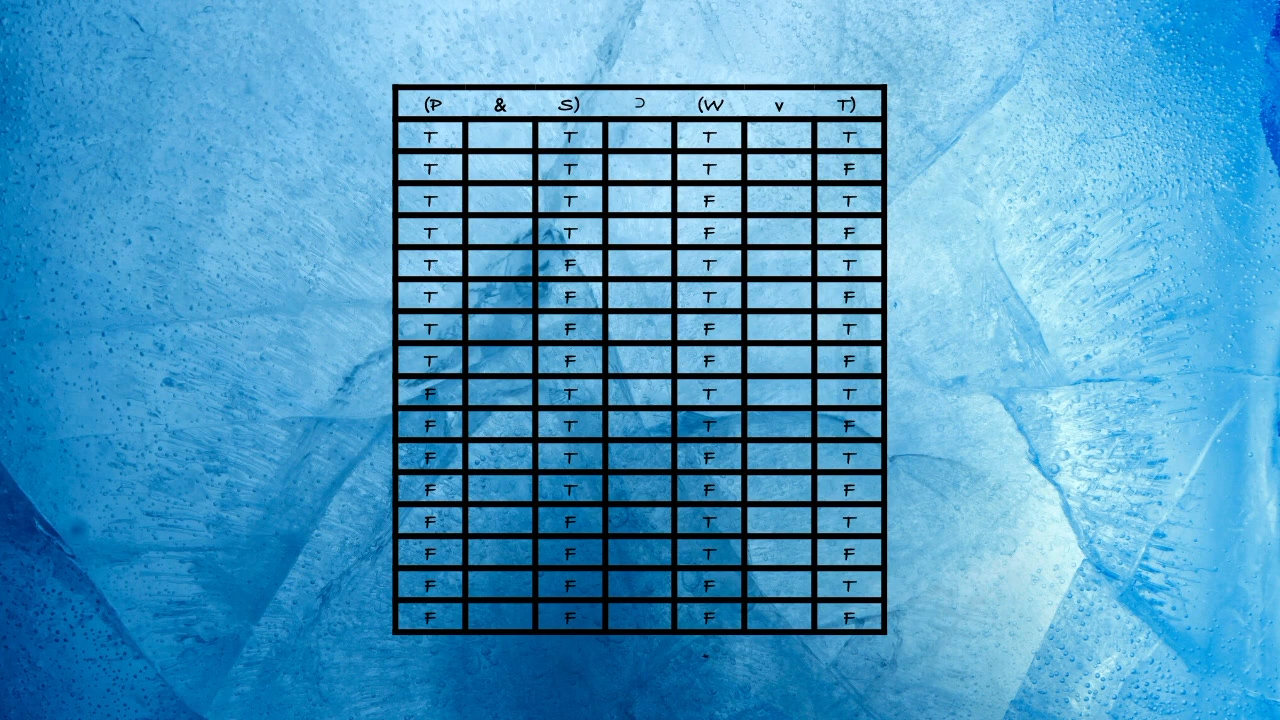 (P & S) ⊃ (W v T)
T T T T
T T T F
T T F T
T T F F
T F T T
T F T F
T F F T
T F F F
F T T T
F T T F
F T F T
F T F F
F F T T
F F T F
F F F T
F F F F